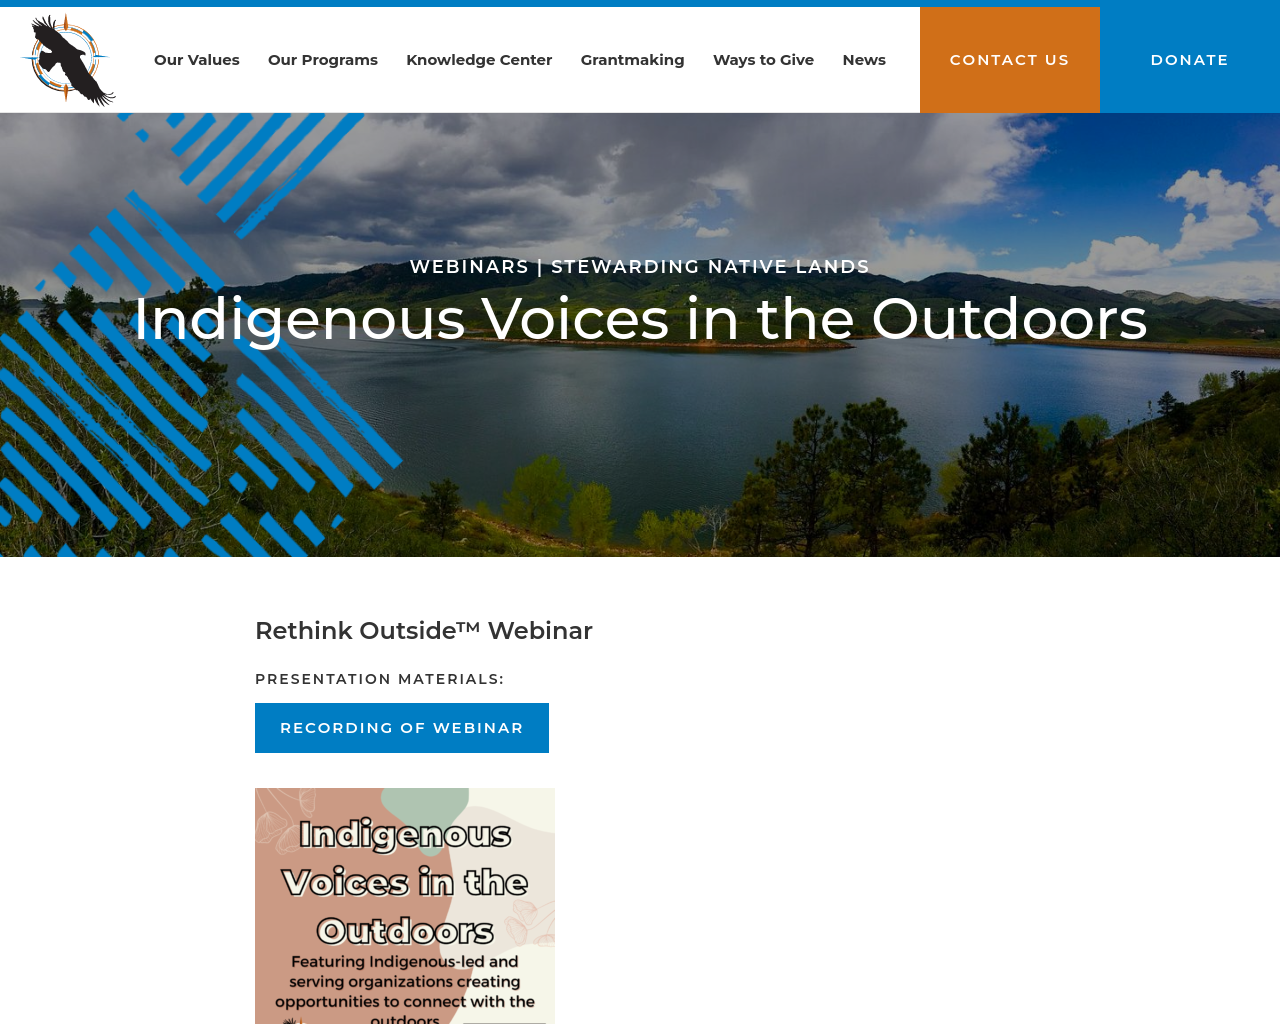 Our Values
Our Programs
Knowledge Center
Grantmaking
Ways to Give
News
CONTACT US
DONATE
WEBINARS | STEWARDING NATIVE LANDS
Indigenous Voices in the Outdoors
Rethink Outside™ Webinar
PRESENTATION MATERIALS:
RECORDING OF WEBINAR
Indigenous
Voices in the
Outdoors
Featuring Indigenous-led and
serving organizations creating
opportunities to connect with the
outdoors